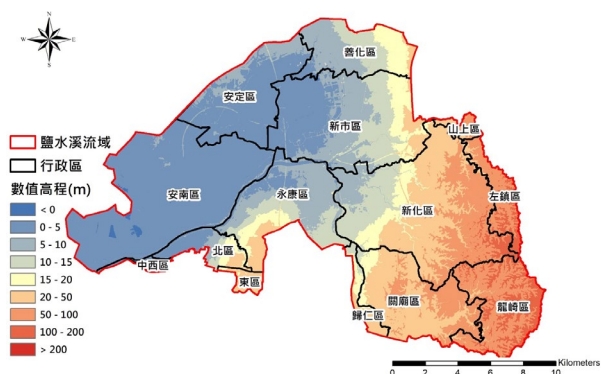 N
W
E
S
善化區
安定區
新市區
山上區
鹽水溪流域
行政區
數值高程(m)
< 0
0 - 5
5 - 10
10 - 15
15 - 20
20 - 50
50 - 100
100 - 200
> 200
安南區
永康區
新化區
左鎮區
北區
中西區
東區
關廟區
歸仁區
龍崎區
Kilometers
0 2 4 6 8 10